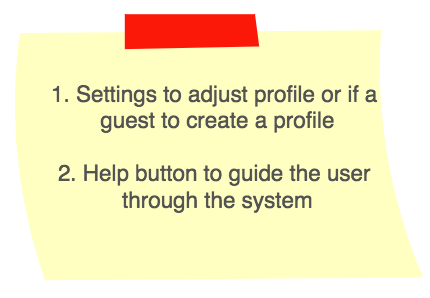 1. Settings to adjust profile or if a
guest to create a profile
2. Help button to guide the user
through the system